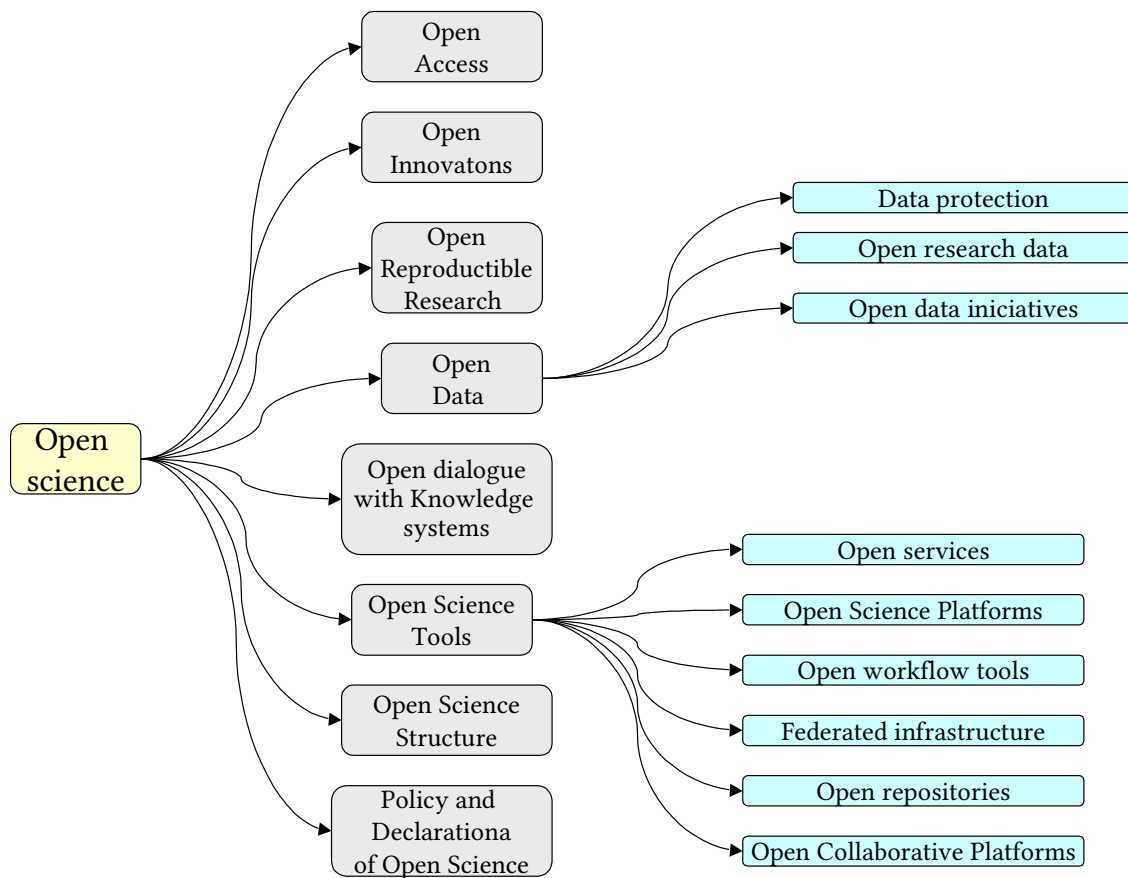 Open
science
Open
Access
Open
Innovatons
Open
Reproductible
Research
Open
Data
Open dialogue
with Knowledge
systems
Open Science
Tools
Open Science
Structure
Policy and
Declarationa
of Open Science
Data protection
Open research data
Open data iniciatives
Open services
Open Science Platforms
Open workflow tools
Federated infrastructure
Open repositories
Open Collaborative Platforms